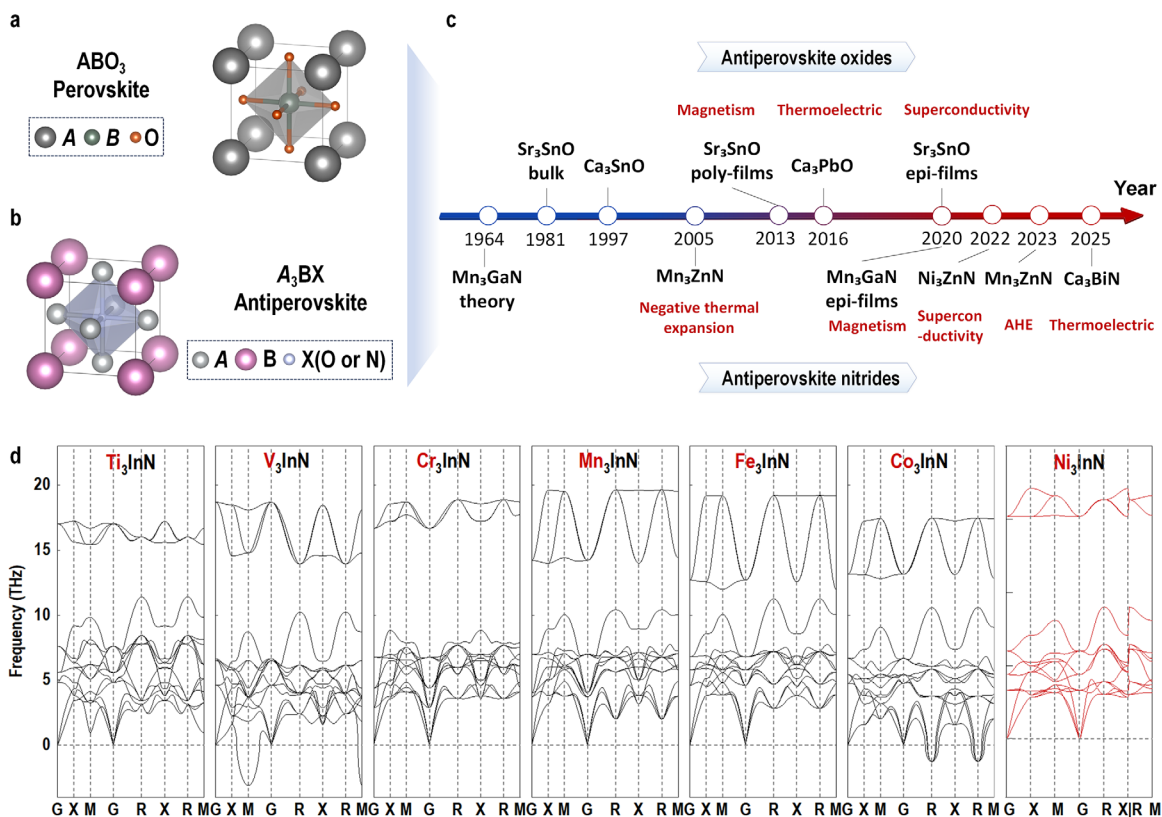 a
ABO₃
Perovskite
A B O
b
A₃BX
Antiperovskite
A B X(O or N)
c
Antiperovskite oxides
Magnetism Thermoelectric Superconductivity
Sr₃SnO
bulk
Ca₃SnO
Sr₃SnO
poly-films
Ca₃PbO
Sr₃SnO
epi-films
Year
1964 1981 1997 2005 2013 2016 2020 2022 2023 2025
Mn₃GaN
theory
Mn₃ZnN
Negative thermal
expansion
Mn₃GaN
epi-films
Magnetism
Ni₃ZnN
Supercon
-ductivity
Mn₃ZnN
AHE
Ca₃BiN
Thermoelectric
Antiperovskite nitrides
d
Ti₃InN V₃InN Cr₃InN Mn₃InN Fe₃InN Co₃InN Ni₃InN
Frequency (THz)
20
15
10
5
0
G X M G R X R M
G X M G R X R M
G X M G R X R M
G X M G R X R M
G X M G R X R M
G X M G R X R M
G X M G R X|R M